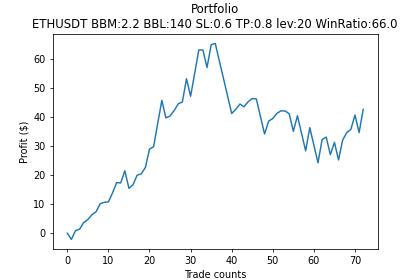 Portfolio
ETHUSDT BBM:2.2 BBL:140 SL:0.6 TP:0.8 lev:20 WinRatio:66.0
Profit ($)
60
50
40
30
20
10
0
0 10 20 30 40 50 60 70
Trade counts